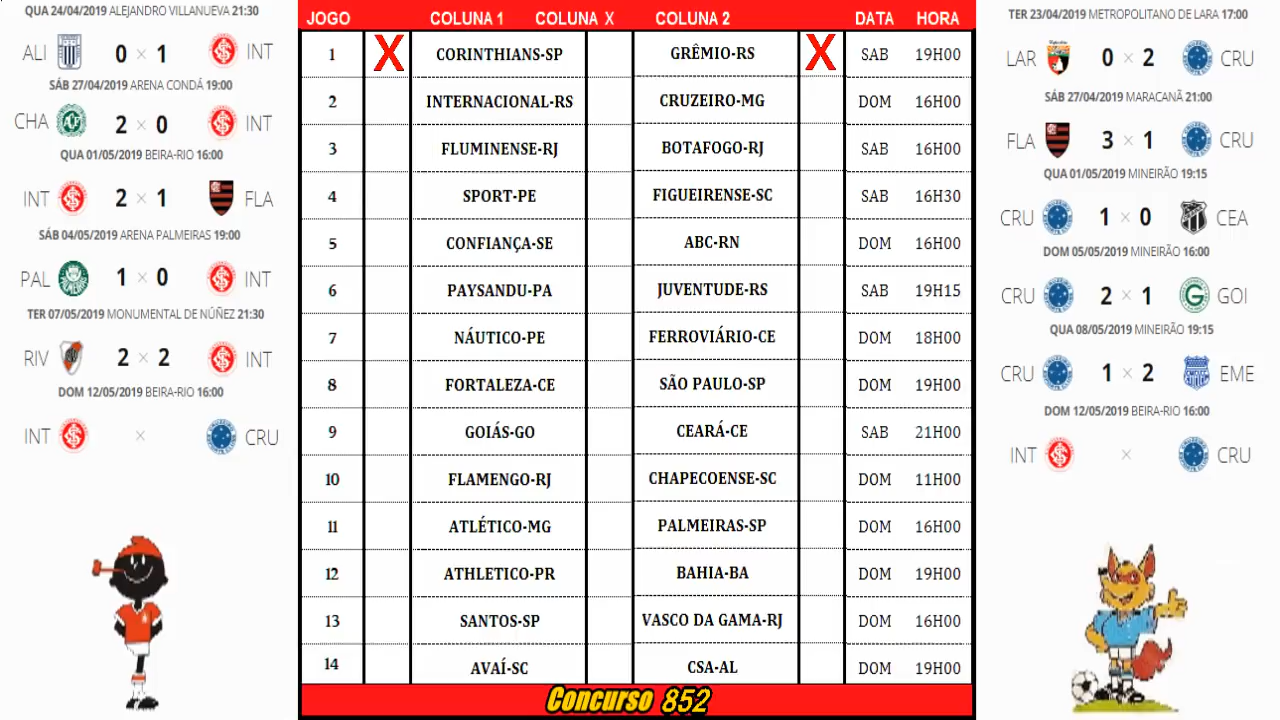 QUA 24/04/2019 ALEJANDRO VILLANUEVA 21:30
ALI 0 × 1 INT
SÁB 27/04/2019 ARENA CONDÁ 19:00
CHA 2 × 0 INT
QUA 01/05/2019 BEIRA-RIO 16:00
INT 2 × 1 FLA
SÁB 04/05/2019 ARENA PALMEIRAS 19:00
PAL 1 × 0 INT
TER 07/05/2019 MONUMENTAL DE NÚÑEZ 21:30
RIV 2 × 2 INT
DOM 12/05/2019 BEIRA-RIO 16:00
INT × CRU
JOGO COLUNA 1 COLUNA X COLUNA 2 DATA HORA
1 X CORINTHIANS-SP GRÊMIO-RS X SAB 19H00
2 INTERNACIONAL-RS CRUZEIRO-MG DOM 16H00
3 FLUMINENSE-RJ BOTAFOGO-RJ SAB 16H00
4 SPORT-PE FIGUEIRENSE-SC SAB 16H30
5 CONFIANÇA-SE ABC-RN DOM 16H00
6 PAYSANDU-PA JUVENTUDE-RS SAB 19H15
7 NÁUTICO-PE FERROVIÁRIO-CE DOM 18H00
8 FORTALEZA-CE SÃO PAULO-SP DOM 19H00
9 GOIÁS-GO CEARÁ-CE SAB 21H00
10 FLAMENGO-RJ CHAPECOENSE-SC DOM 11H00
11 ATLÉTICO-MG PALMEIRAS-SP DOM 16H00
12 ATHLETICO-PR BAHIA-BA DOM 19H00
13 SANTOS-SP VASCO DA GAMA-RJ DOM 16H00
14 AVAÍ-SC CSA-AL DOM 19H00
Concurso 852
TER 23/04/2019 METROPOLITANO DE LARA 17:00
LAR 0 × 2 CRU
SÁB 27/04/2019 MARACANÃ 21:00
FLA 3 × 1 CRU
QUA 01/05/2019 MINEIRÃO 19:15
CRU 1 × 0 CEA
DOM 05/05/2019 MINEIRÃO 16:00
CRU 2 × 1 GOI
QUA 08/05/2019 MINEIRÃO 19:15
CRU 1 × 2 EME
DOM 12/05/2019 BEIRA-RIO 16:00
INT × CRU